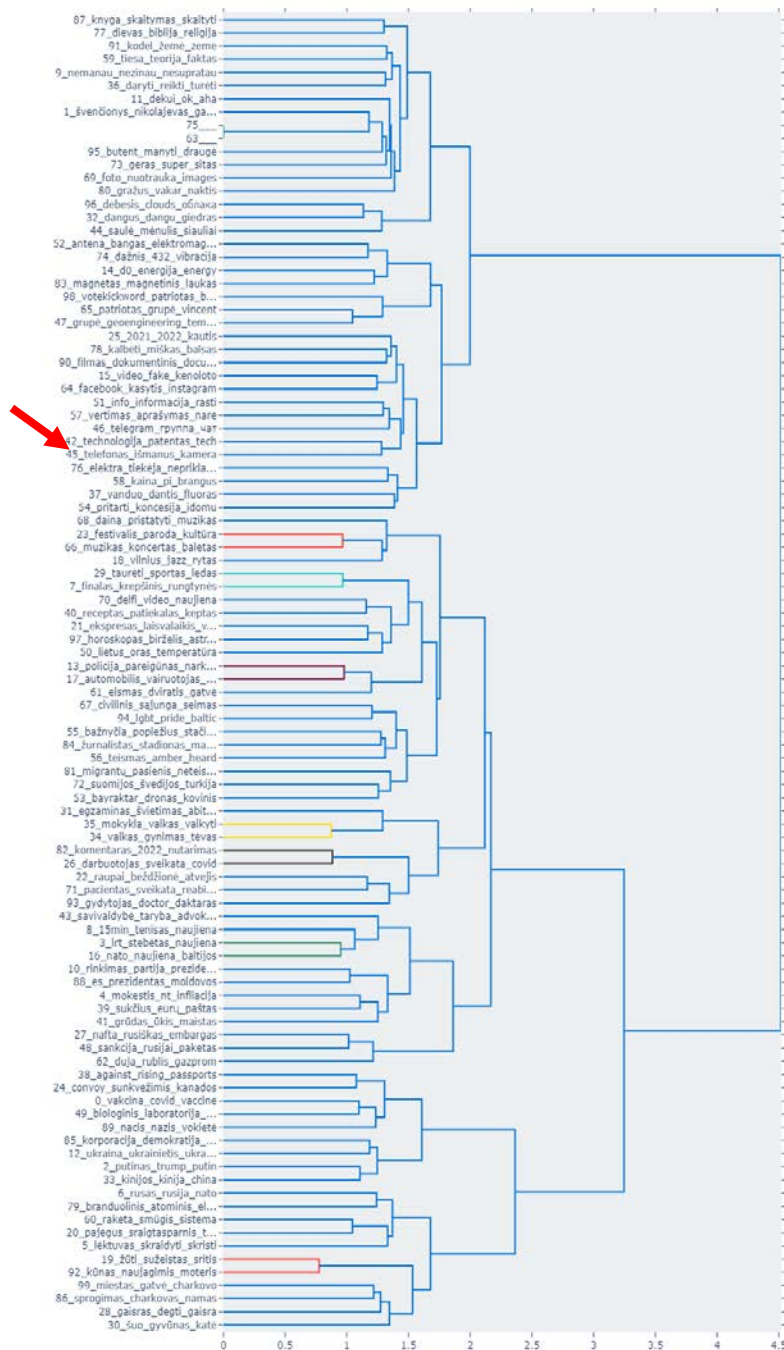 87_knyga_skaitymas_skaityti
77_dievas_biblija_religija
91_kodel_žemė_zeme
59_tiesa_teorija_faktas
9_nemanau_nezinau_nesupratau
36_daryti_reikti_turėti
11_dekui_ok_aha
1_švenčionys_nikolajevas_ga...
75___
63___
95_butent_manyti_drauge
73_geras_super_sitas
69_foto_nuotrauka_images
80_gražus_vakar_naktis
96_debesis_clouds_облака
32_dangus_dangu_giedras
44_saulė_mėnulis_siauliai
52_antena_bangas_elektromag...
74_dažnis_432_vibracija
14_d0_energija_energy
83_magnetas_magnetinis_laukas
98_votekickword_patriotas_b...
65_patriotas_grupė_vincent
47_grupė_geoengineering_tem...
25_2021_2022_kautis
78_kalbėti_miškas_balsas
90_filmas_dokumentinis_docu...
15_video_fake_kenoloto
64_facebook_kasytis_instagram
51_info_informacija_rasti
57_vertimas_aprašymas_nare
46_telegram_группа_чат
42_technologija_patentas_tech
45_telefonas_išmanus_kamera
76_elektra_tiekėja_neprikla...
58_kaina_pi_brangus
37_vanduo_dantis_fluoras
54_pritarti_koncesija_idomu
68_daina_pristatyti_muzikas
23_festivalis_paroda_kultūra
66_muzikas_koncertas_baletas
18_vilnius_jazz_rytas
29_taurėti_sportas_ledas
7_finalas_krepšinis_rungtynės
70_delfi_video_naujiena
40_receptas_patiekalas_keptas
21_ekspresas_laisvalaikis_v...
97_horoskopas_birželis_astr...
50_lietus_oras_temperatūra
13_policija_pareigūnas_nark...
17_automobilis_vairuotojas_...
61_eismas_dviratis_gatvė
67_civilinis_sąjunga_seimas
94_lgbt_pride_baltic
55_bažnyčia_popiežius_stači...
84_žurnalistas_stadionas_ma...
56_teismas_amber_heard
81_migrantų_pasienis_neteis...
72_suomijos_švedijos_turkija
53_bayraktar_dronas_kovinis
31_egzaminas_švietimas_abit...
35_mokykla_vaikas_vaikyti
34_vaikas_gynimas_tėvas
82_komentaras_2022_nutarimas
26_darbuotojas_sveikata_covid
22_raupai_beždžionė_atvejis
71_pacientas_sveikata_reabi...
93_gydytojas_doctor_daktaras
43_savivaldybė_taryba_advok...
8_15min_tenisas_naujiena
3_lrt_stebėtas_naujiena
16_nato_naujiena_baltijos
10_rinkimas_partija_prezide...
88_es_prezidentas_moldovos
4_mokestis_nt_infliacija
39_sukčius_eurų_paštas
41_grūdas_ūkis_maistas
27_nafta_rusiškas_embargas
48_sankcija_rusijai_paketas
62_duja_rublis_gazprom
38_against_rising_passports
24_convoy_sunkvežimis_kanados
0_vakcina_covid_vaccine
49_biologinis_laboratorija_...
89_nacis_nazis_vokietė
85_korporacija_demokratija_...
12_ukraina_ukrainietis_ukra...
2_putinas_trump_putin
33_kinijos_kinija_china
6_rusas_rusija_nato
79_branduolinis_atominis_el...
60_raketa_smūgis_sistema
20_pajėgus_sraigtasparnis_t...
5_lėktuvas_skraidyti_skristi
19_žūti_sužeistas_sritis
92_kūnas_naujagimis_moteris
99_miestas_gatvė_charkovo
86_sprogimas_charkovas_namas
28_gaisras_degti_gaisra
30_šuo_gyvūnas_katė
0 0.5 1 1.5 2 2.5 3 3.5 4 4.5